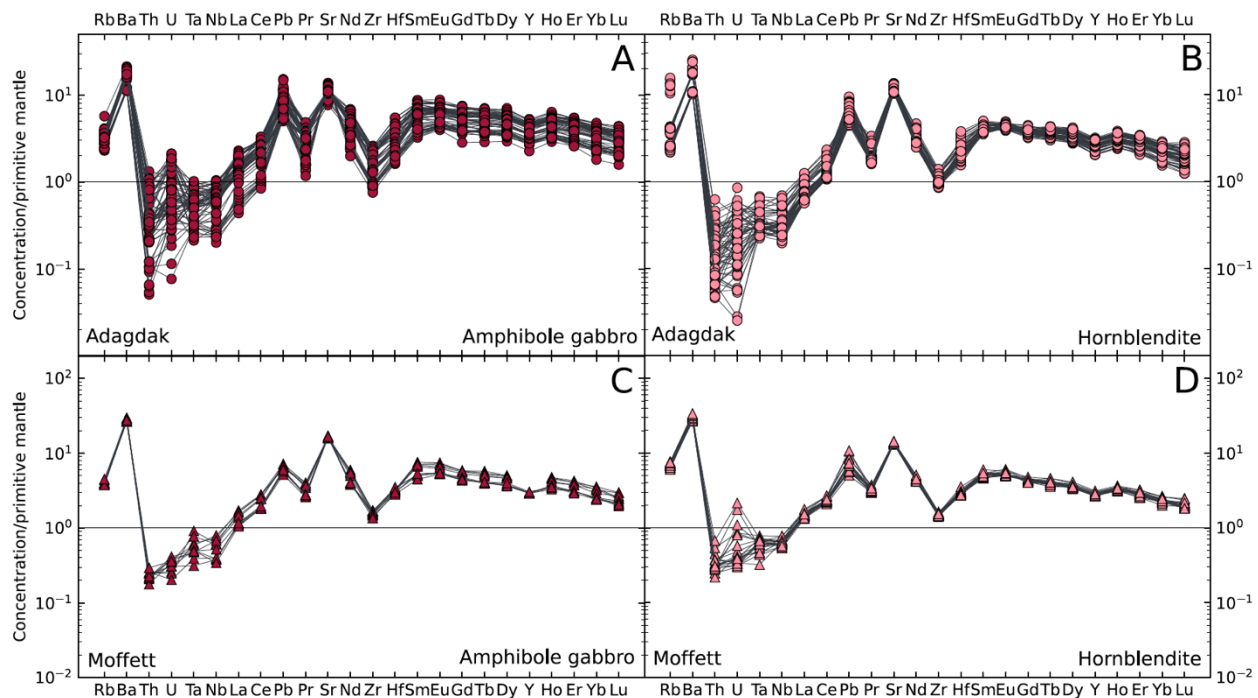 Rb Ba Th U Ta Nb La Ce Pb Pr Sr Nd Zr Hf Sm Eu Gd Tb Dy Y Ho Er Yb Lu Rb Ba Th U Ta Nb La Ce Pb Pr Sr Nd Zr Hf Sm Eu Gd Tb Dy Y Ho Er Yb Lu
A B
10¹ 10¹
10⁰ 10⁰
10⁻¹ 10⁻¹
Concentration/primitive mantle
Adagdak Amphibole gabbro Adagdak Hornblendite
C D
10² 10²
10¹ 10¹
10⁰ 10⁰
10⁻¹ 10⁻¹
10⁻² 10⁻²
Concentration/primitive mantle
Moffett Amphibole gabbro Moffett Hornblendite
Rb Ba Th U Ta Nb La Ce Pb Pr Sr Nd Zr Hf Sm Eu Gd Tb Dy Y Ho Er Yb Lu Rb Ba Th U Ta Nb La Ce Pb Pr Sr Nd Zr Hf Sm Eu Gd Tb Dy Y Ho Er Yb Lu